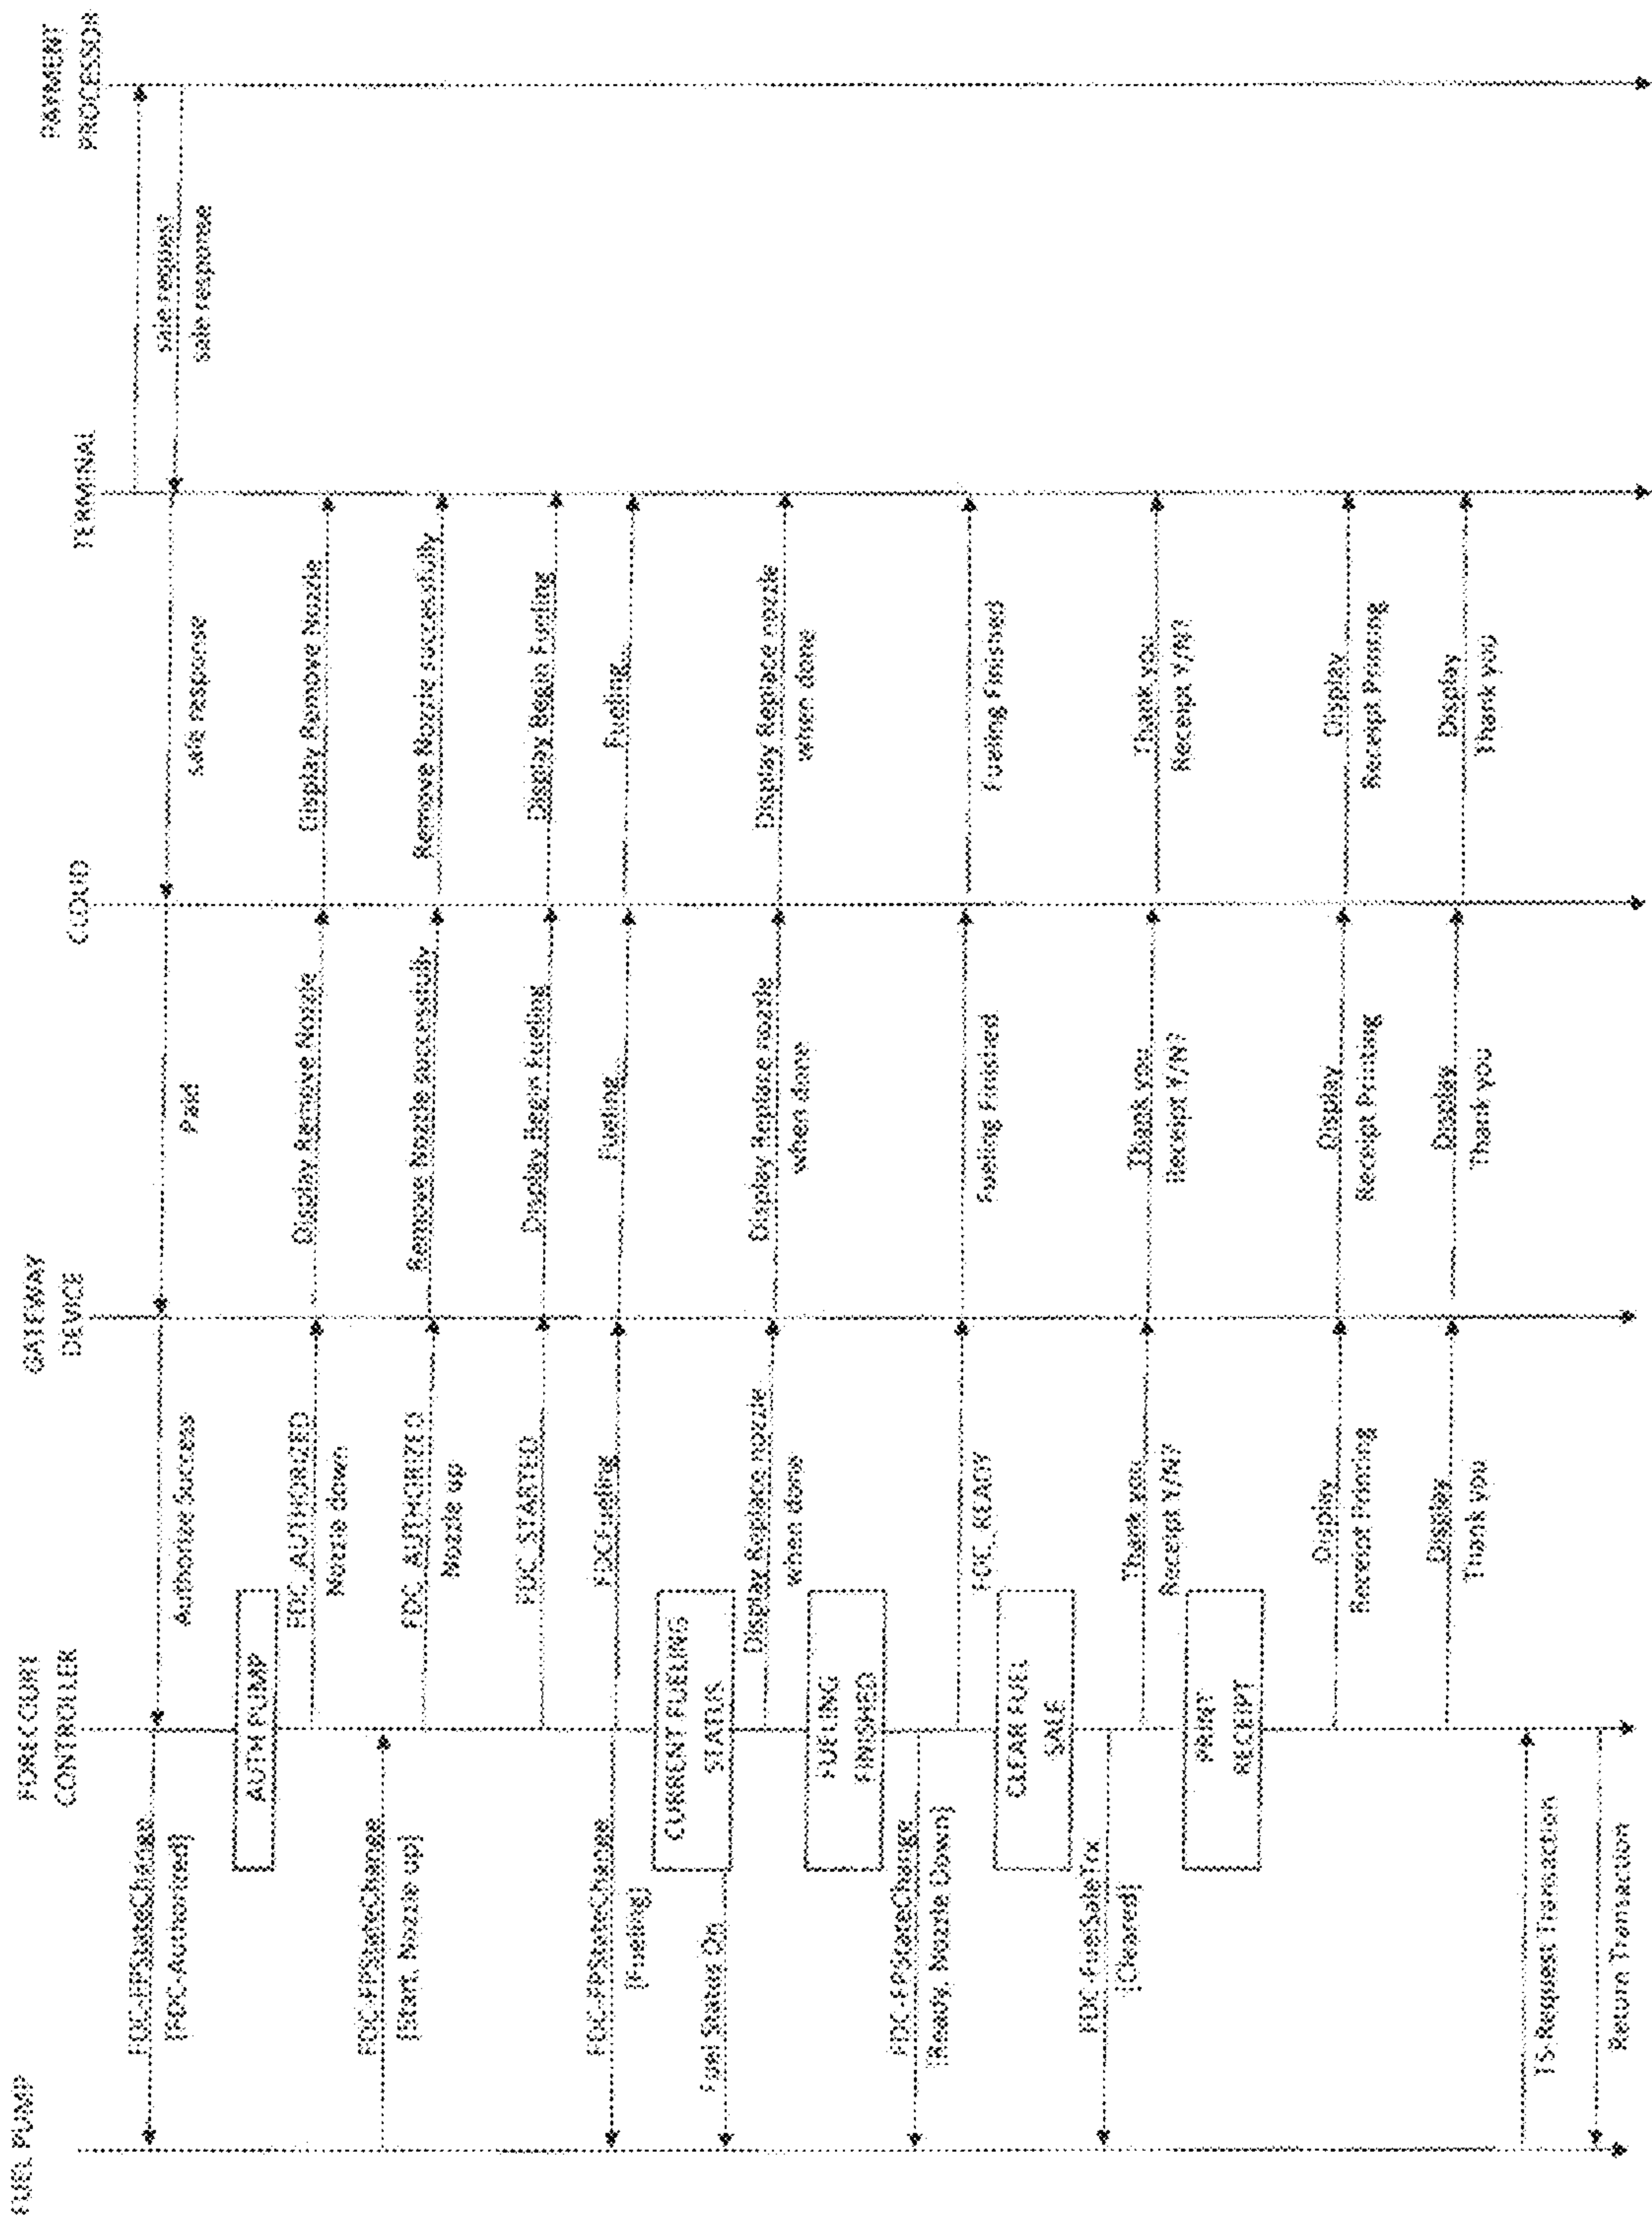 FUEL PUMP
FORECOURT
CONTROLLER
GATEWAY
DEVICE
CLOUD
TERMINAL
PAYMENT
PROCESSOR
sale request
sale response
FDC-FPStateChange
[FDC-Authorized]
Authorize Success
Paid
sale response
AUTH PUMP
FDC_AUTHORIZED
Nozzle down
Display Remove Nozzle
Display Remove Nozzle
FDC-FPStateChange
[Start, Nozzle up]
FDC_AUTHORIZED
Nozzle up
Remove Nozzle successfully
Remove Nozzle successfully
FDC_STARTED
Display Begin Fueling
Display Begin Fueling
FDC-FPStateChange
[Fueling]
FDCFueling
Fueling...
Fueling...
CURRENT FUELING
STATUS
Fuel Status On
Display Replace nozzle
when done
Display Replace nozzle
when done
Display Replace nozzle
when done
FUELING
FINISHED
FDC-FPStateChange
[Ready, Nozzle Down]
FDC_READY
Fueling Finished
Fueling Finished
CLEAR FUEL
SALE
FDC-FuelSaleTrx
[Cleared]
Thank you
Receipt Y/N?
Thank you
Receipt Y/N?
Thank you
Receipt Y/N?
PRINT
RECEIPT
Display
Receipt Printing
Display
Receipt Printing
Display
Receipt Printing
Display
Thank you
Display
Thank you
Display
Thank you
TS-Request Transaction
Return Transaction